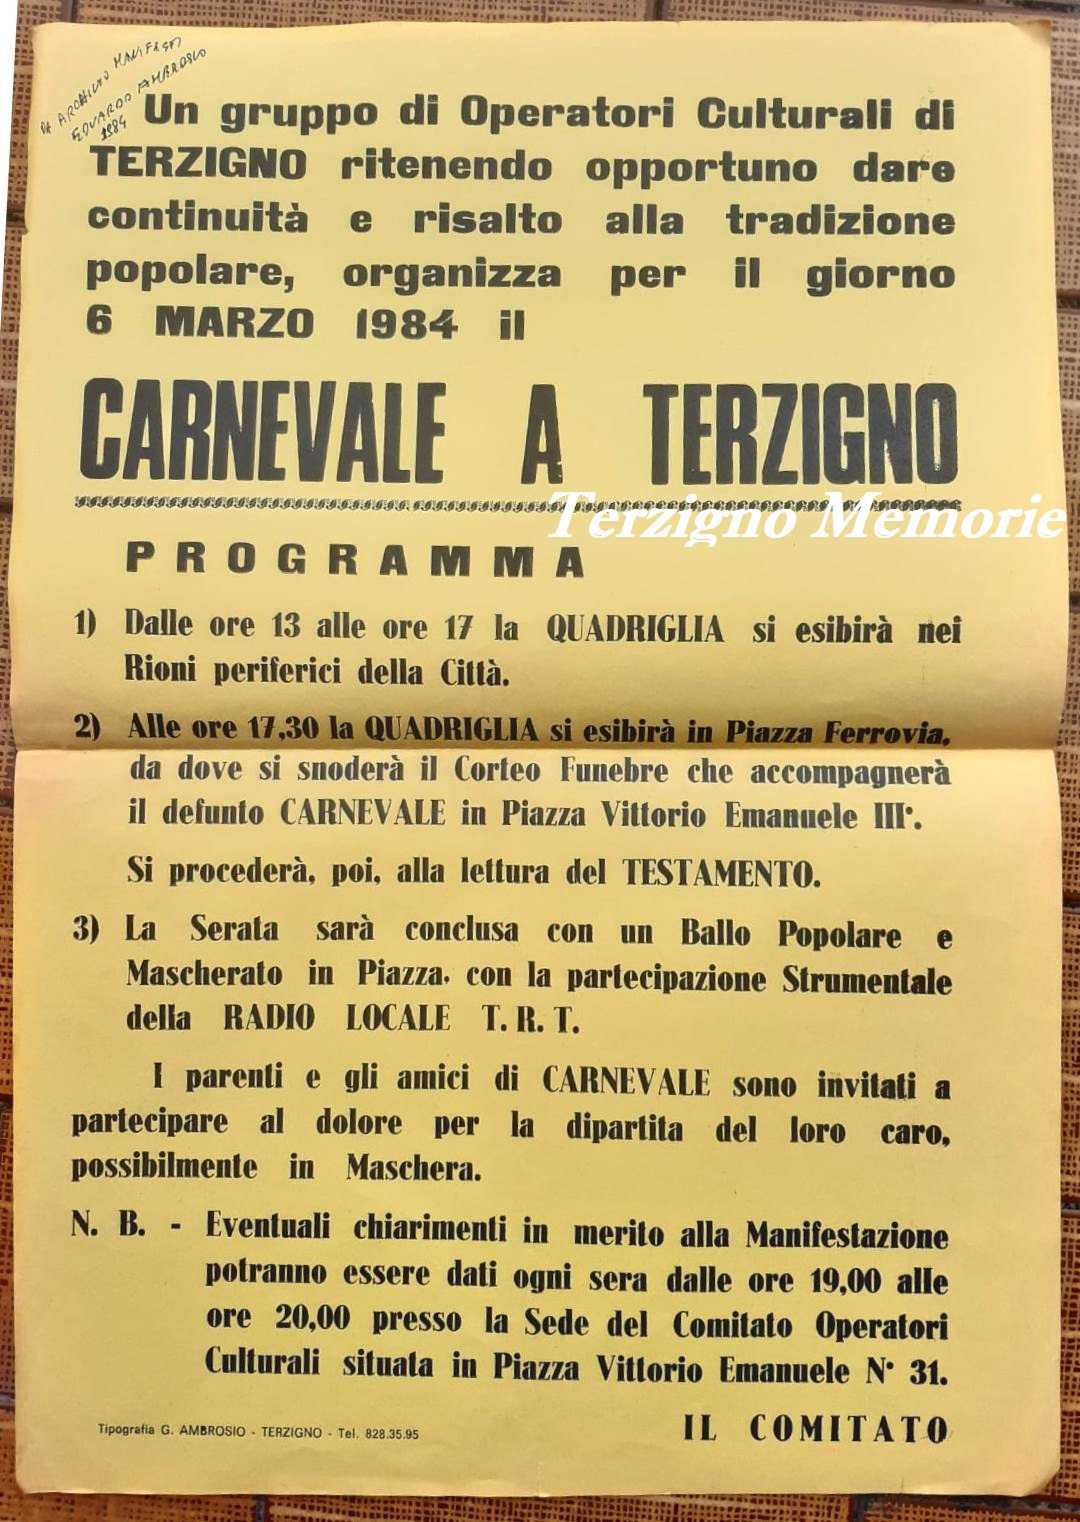 DA ARCHIVIO MANIFESTI
EDUARDO AMBROSIO
1984
Un gruppo di Operatori Culturali di
TERZIGNO ritenendo opportuno dare
continuità e risalto alla tradizione
popolare, organizza per il giorno
6 MARZO 1984 il
CARNEVALE A TERZIGNO
Terzigno Memorie
PROGRAMMA
1) Dalle ore 13 alle ore 17 la QUADRIGLIA si esibirà nei
Rioni periferici della Città.
2) Alle ore 17,30 la QUADRIGLIA si esibirà in Piazza Ferrovia,
da dove si snoderà il Corteo Funebre che accompagnerà
il defunto CARNEVALE in Piazza Vittorio Emanuele III°.
Si procederà, poi, alla lettura del TESTAMENTO.
3) La Serata sarà conclusa con un Ballo Popolare e
Mascherato in Piazza, con la partecipazione Strumentale
della RADIO LOCALE T. R. T.
I parenti e gli amici di CARNEVALE sono invitati a
partecipare al dolore per la dipartita del loro caro,
possibilmente in Maschera.
N. B. - Eventuali chiarimenti in merito alla Manifestazione
potranno essere dati ogni sera dalle ore 19,00 alle
ore 20,00 presso la Sede del Comitato Operatori
Culturali situata in Piazza Vittorio Emanuele N° 31.
IL COMITATO
Tipografia G. AMBROSIO - TERZIGNO - Tel. 828.35.95